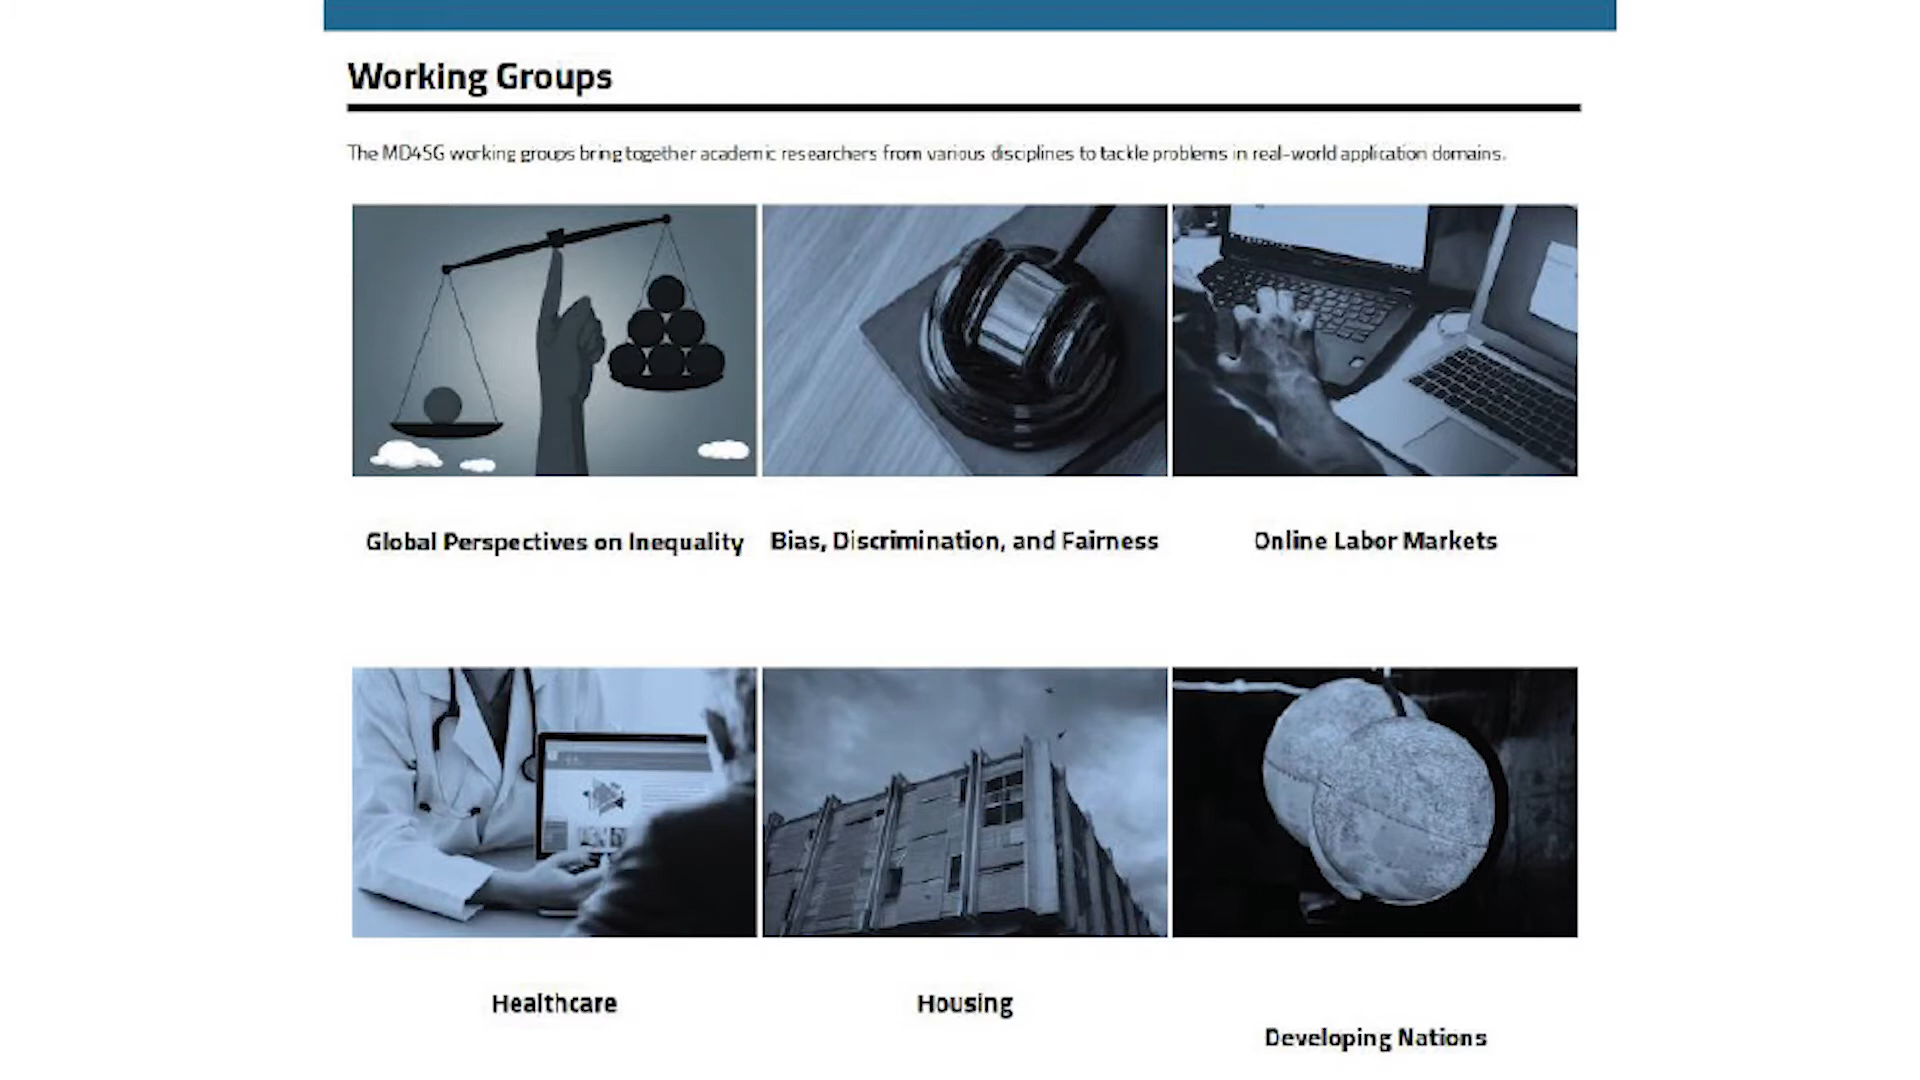 Working Groups
The MD4SG working groups bring together academic researchers from various disciplines to tackle problems in real-world application domains.
Global Perspectives on Inequality
Bias, Discrimination, and Fairness
Online Labor Markets
Healthcare
Housing
Developing Nations